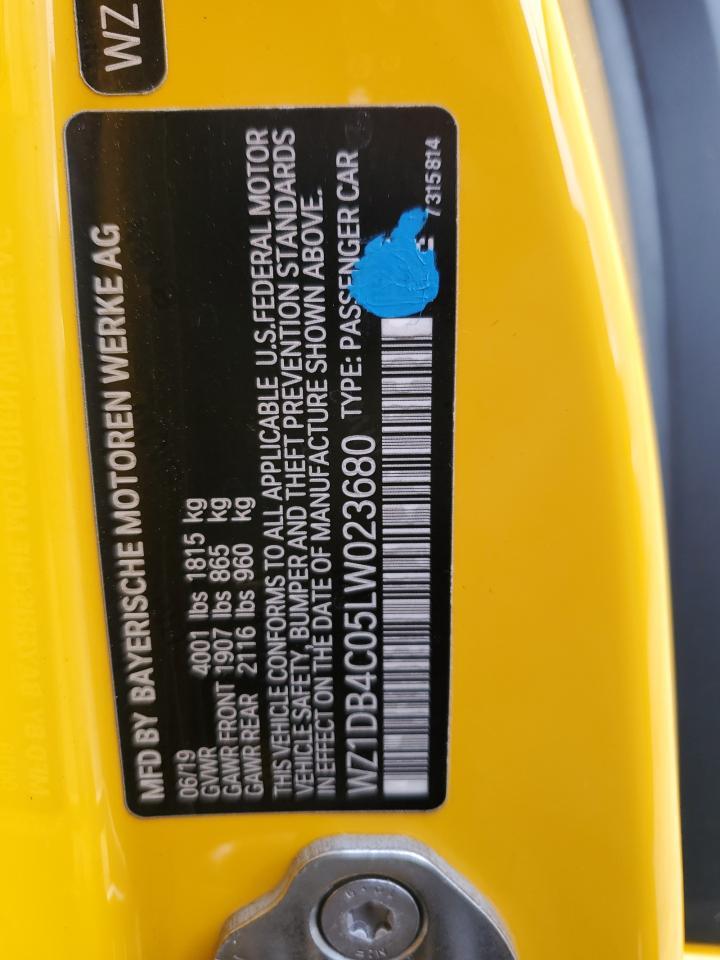 WZ
MFD BY BAYERISCHE MOTOREN WERKE AG
06/19
GVWR 4001 lbs 1815 kg
GAWR FRONT 1907 lbs 865 kg
GAWR REAR 2116 lbs 960 kg
THIS VEHICLE CONFORMS TO ALL APPLICABLE U.S.FEDERAL MOTOR
VEHICLE SAFETY, BUMPER AND THEFT PREVENTION STANDARDS
IN EFFECT ON THE DATE OF MANUFACTURE SHOWN ABOVE.
WZ1DB4C05LW023680 TYPE: PASSENGER CAR
7315814